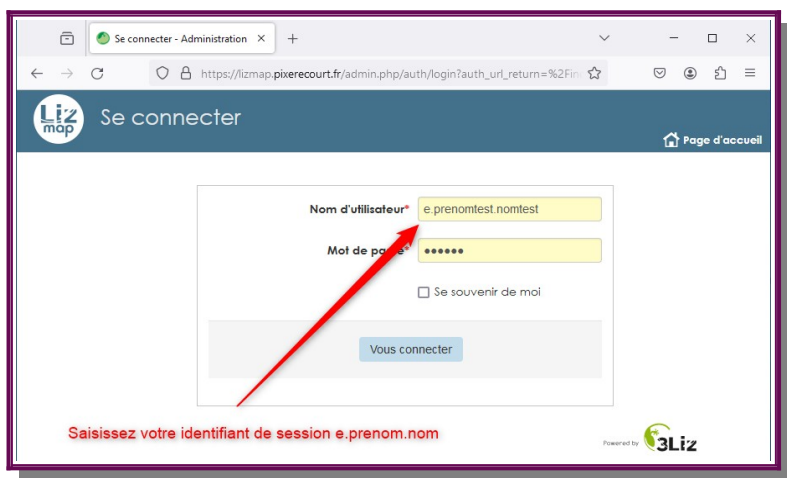 Se connecter - Administration
https://lizmap.pixerecourt.fr/admin.php/auth/login?auth_url_return=%2Fin
Liz
map
Se connecter
Page d'accueil
Nom d'utilisateur*
e.prenomtest.nomtest
Mot de passe*
••••••
Se souvenir de moi
Vous connecter
Saisissez votre identifiant de session e.prenom.nom
Powered by 3Liz